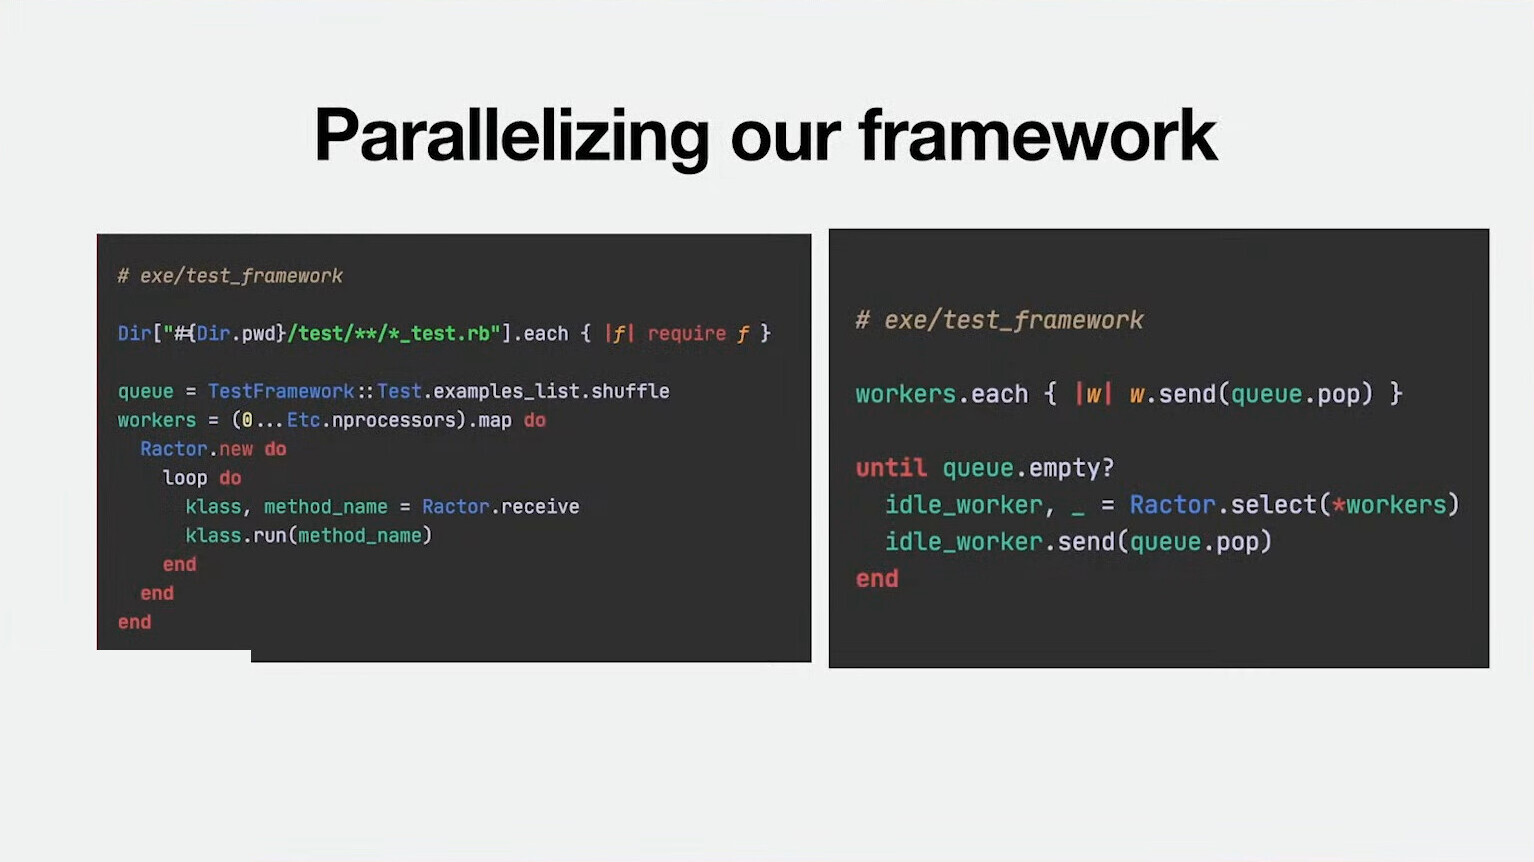 Parallelizing our framework
# exe/test_framework
Dir["#{Dir.pwd}/test/**/*_test.rb"].each { |f| require f }
queue = TestFramework::Test.examples_list.shuffle
workers = (0...Etc.nprocessors).map do
Ractor.new do
loop do
klass, method_name = Ractor.receive
klass.run(method_name)
end
end
end
# exe/test_framework
workers.each { |w| w.send(queue.pop) }
until queue.empty?
idle_worker, _ = Ractor.select(*workers)
idle_worker.send(queue.pop)
end